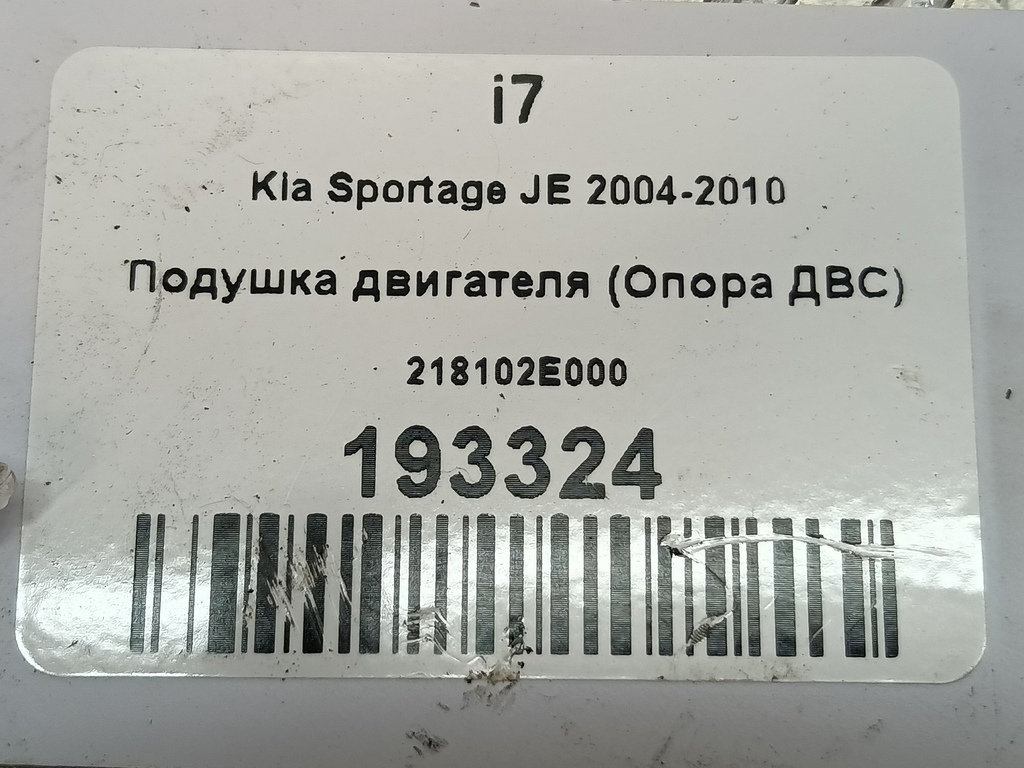 i7
Kia Sportage JE 2004-2010
Подушка двигателя (Опора ДВС)
218102E000
193324